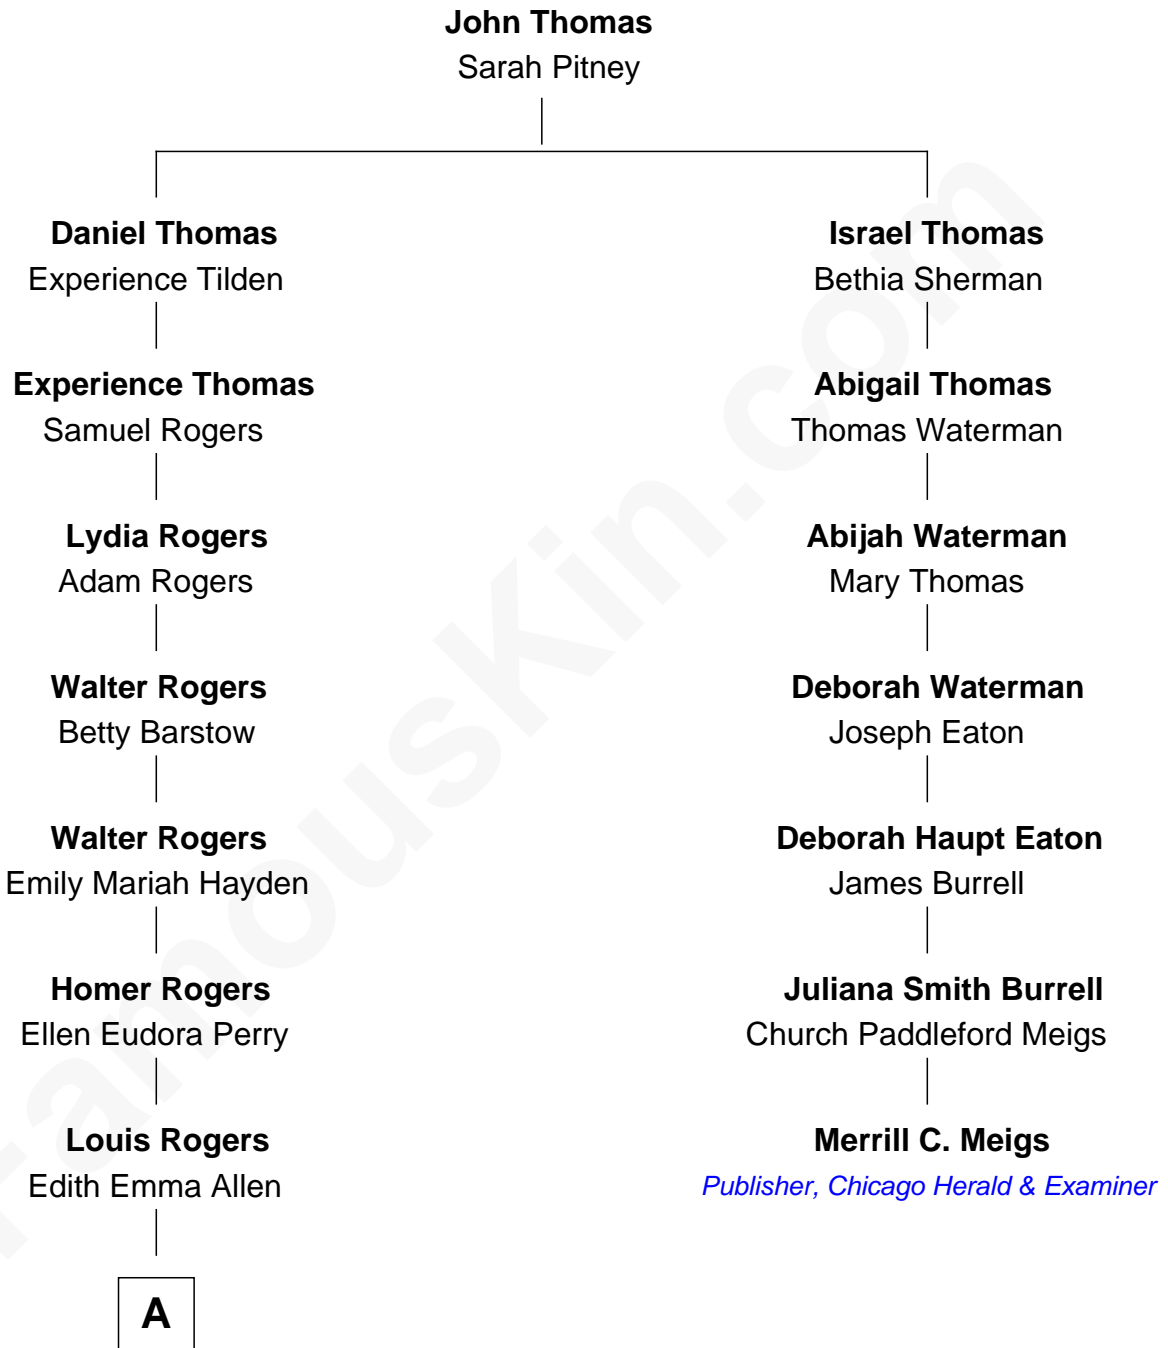 John Thomas
Sarah Pitney
Daniel Thomas
Experience Tilden
Experience Thomas
Samuel Rogers
Lydia Rogers
Adam Rogers
Walter Rogers
Betty Barstow
Walter Rogers
Emily Mariah Hayden
Homer Rogers
Ellen Eudora Perry
Louis Rogers
Edith Emma Allen
A
Israel Thomas
Bethia Sherman
Abigail Thomas
Thomas Waterman
Abijah Waterman
Mary Thomas
Deborah Waterman
Joseph Eaton
Deborah Haupt Eaton
James Burrell
Juliana Smith Burrell
Church Paddleford Meigs
Merrill C. Meigs
Publisher, Chicago Herald & Examiner
FamousKin.com